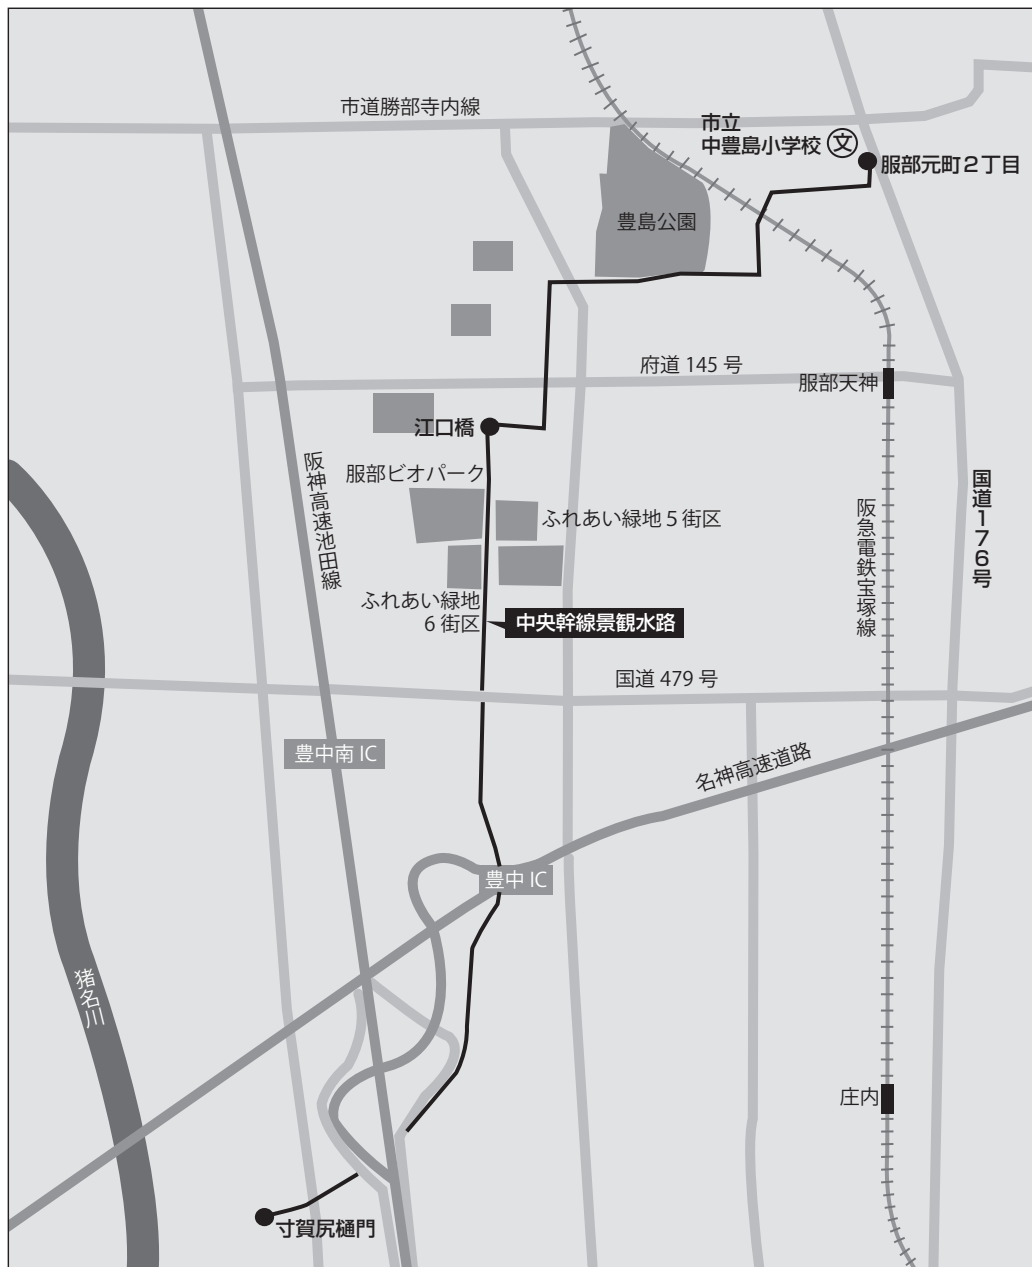 市道勝部寺内線
市立
中豊島小学校
文
服部元町2丁目
豊島公園
府道 145 号
服部天神
江口橋
阪神高速池田線
服部ビオパーク
ふれあい緑地 5 街区
国道176号
阪急電鉄宝塚線
ふれあい緑地
6 街区
中央幹線景観水路
国道 479 号
豊中南 IC
名神高速道路
豊中 IC
猪名川
庄内
寸賀尻樋門